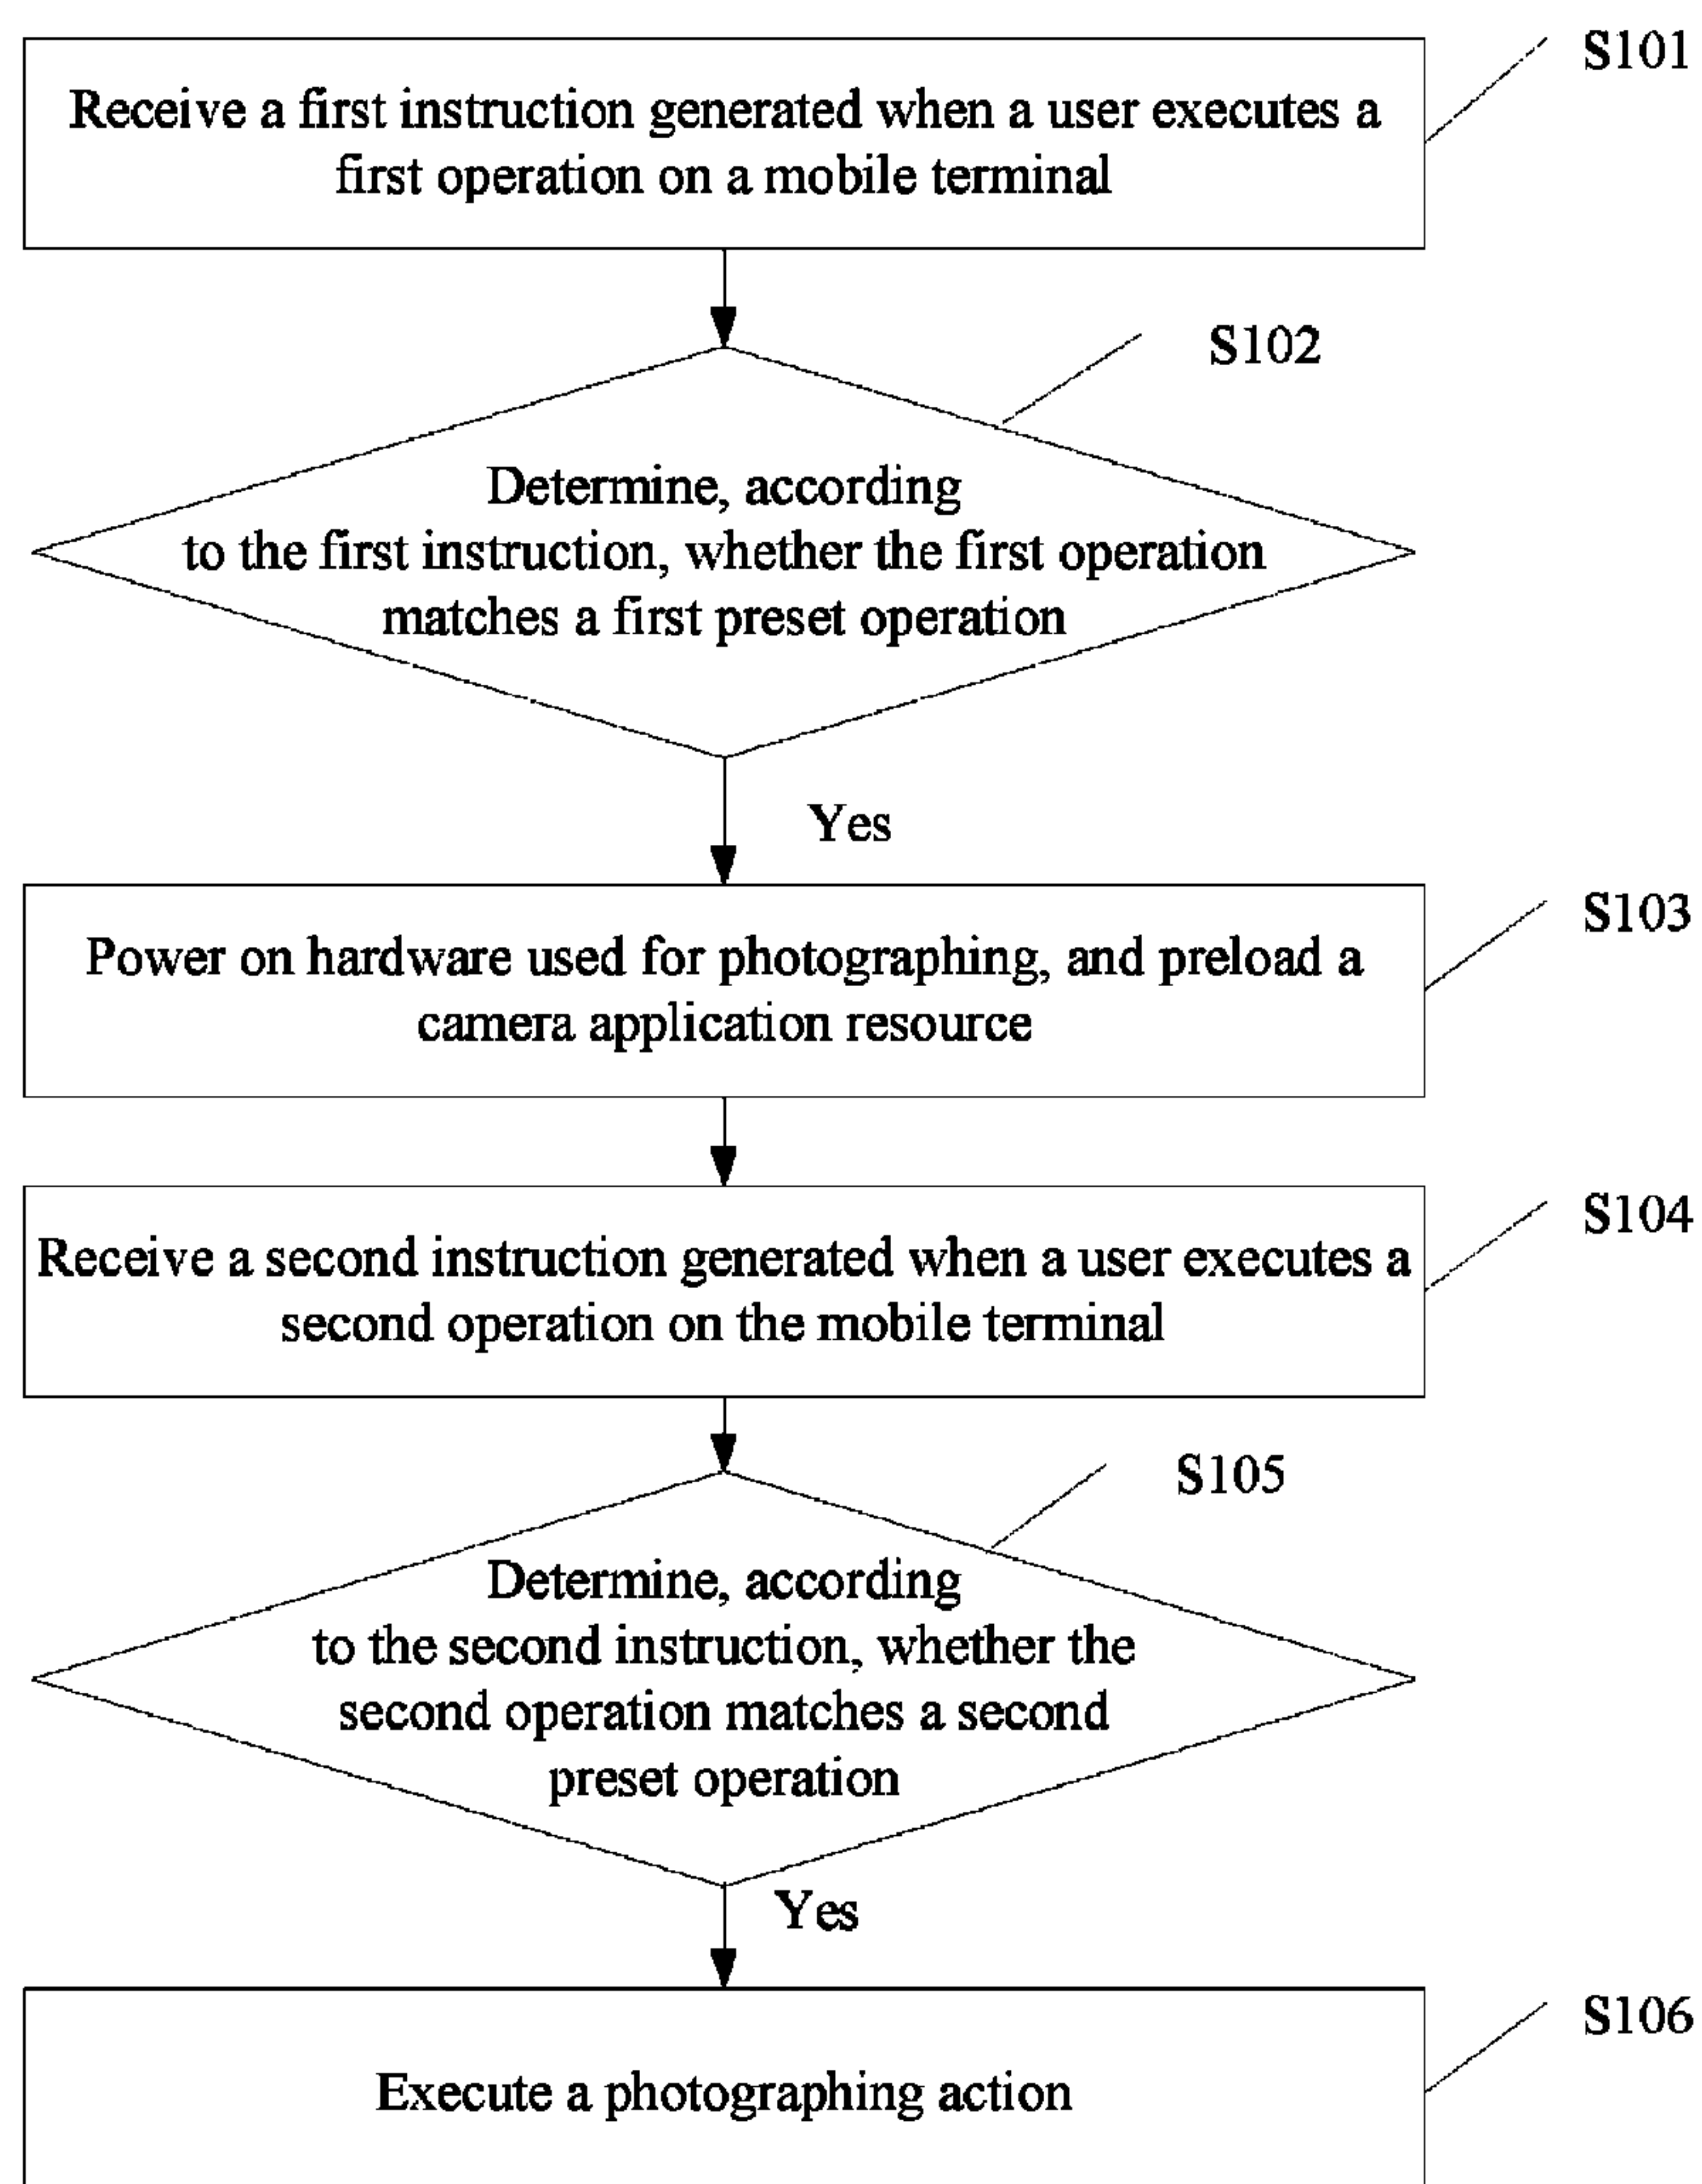 S101
Receive a first instruction generated when a user executes a
first operation on a mobile terminal
S102
Determine, according
to the first instruction, whether the first operation
matches a first preset operation
Yes
S103
Power on hardware used for photographing, and preload a
camera application resource
S104
Receive a second instruction generated when a user executes a
second operation on the mobile terminal
S105
Determine, according
to the second instruction, whether the
second operation matches a second
preset operation
Yes
S106
Execute a photographing action